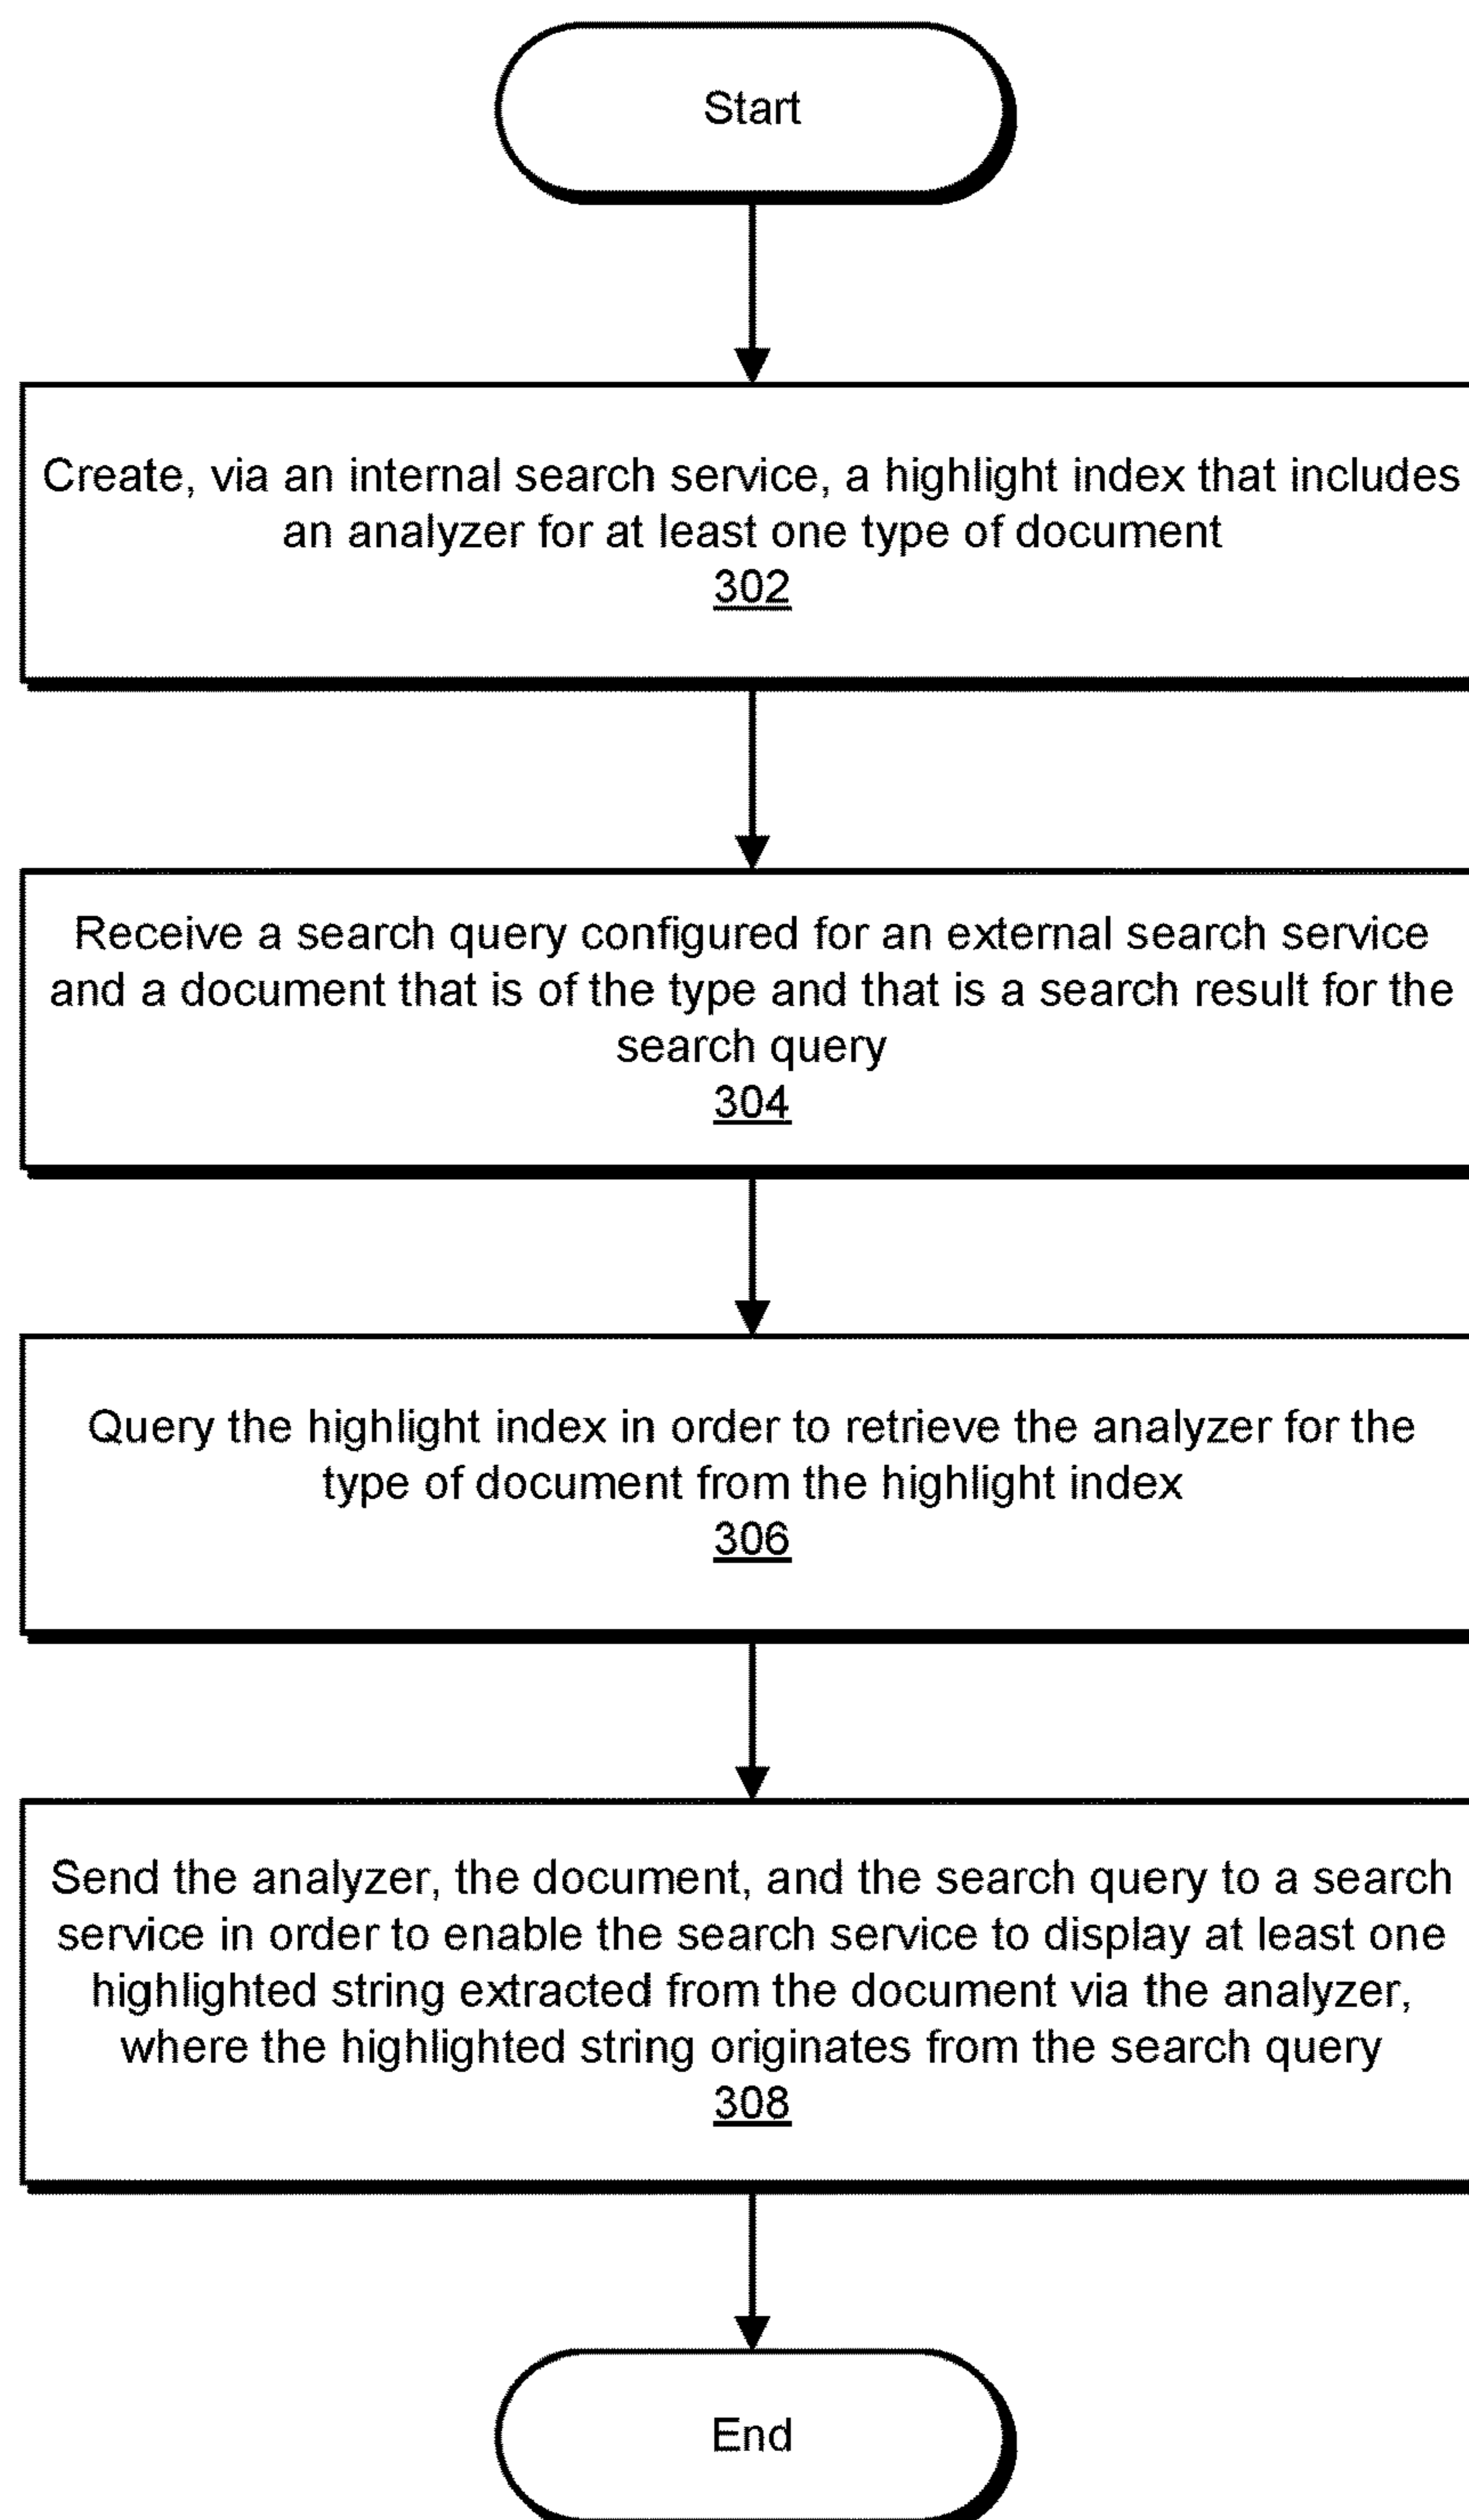 Start
Create, via an internal search service, a highlight index that includes
an analyzer for at least one type of document
302
Receive a search query configured for an external search service
and a document that is of the type and that is a search result for the
search query
304
Query the highlight index in order to retrieve the analyzer for the
type of document from the highlight index
306
Send the analyzer, the document, and the search query to a search
service in order to enable the search service to display at least one
highlighted string extracted from the document via the analyzer,
where the highlighted string originates from the search query
308
End